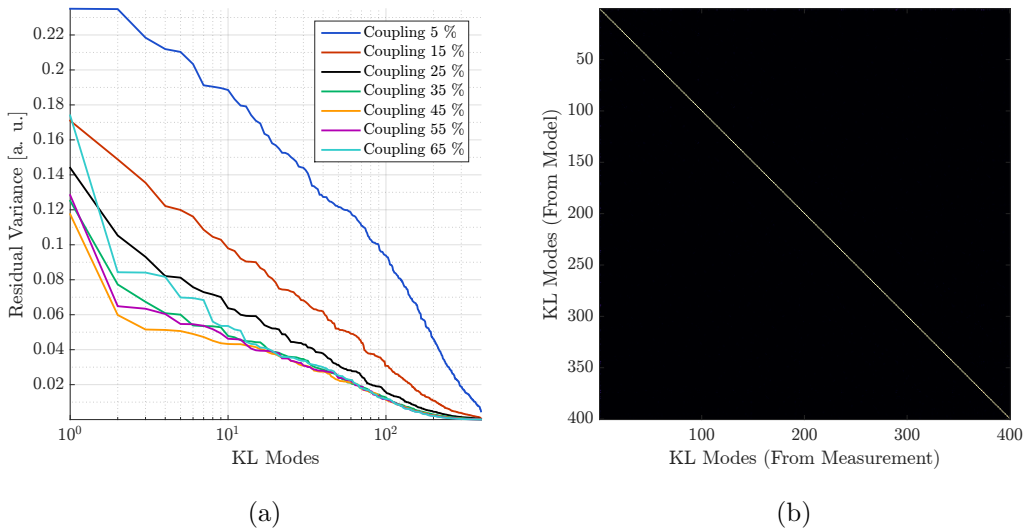 0.22
0.2
0.18
0.16
0.14
0.12
0.1
0.08
0.06
0.04
0.02
Residual Variance [a. u.]
10^0
10^1
10^2
KL Modes
Coupling 5 %
Coupling 15 %
Coupling 25 %
Coupling 35 %
Coupling 45 %
Coupling 55 %
Coupling 65 %
(a)
50
100
150
200
250
300
350
400
KL Modes (From Model)
100
200
300
400
KL Modes (From Measurement)
(b)